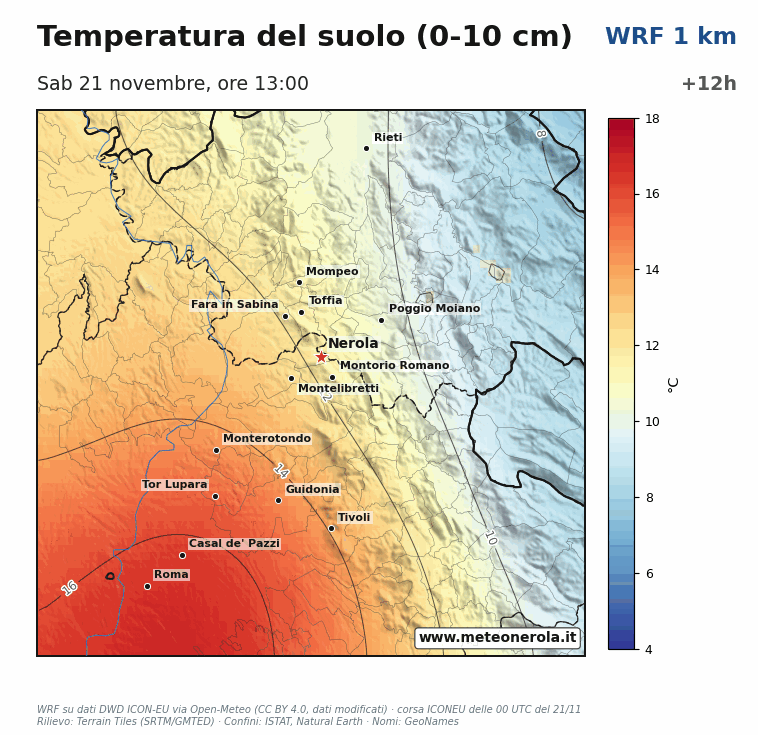 Temperatura del suolo (0-10 cm) WRF 1 km
Sab 21 novembre, ore 13:00 +12h
8
Rieti
Mompeo
Fara in Sabina
Toffia
Poggio Moiano
Nerola
Montorio Romano
Montelibretti
Monterotondo
14
Tor Lupara
Guidonia
Tivoli
Casal de' Pazzi
10
Roma
16
www.meteonerola.it
18
16
14
12
10
8
6
4
°C
WRF su dati DWD ICON-EU via Open-Meteo (CC BY 4.0, dati modificati) · corsa ICONEU delle 00 UTC del 21/11
Rilievo: Terrain Tiles (SRTM/GMTED) · Confini: ISTAT, Natural Earth · Nomi: GeoNames